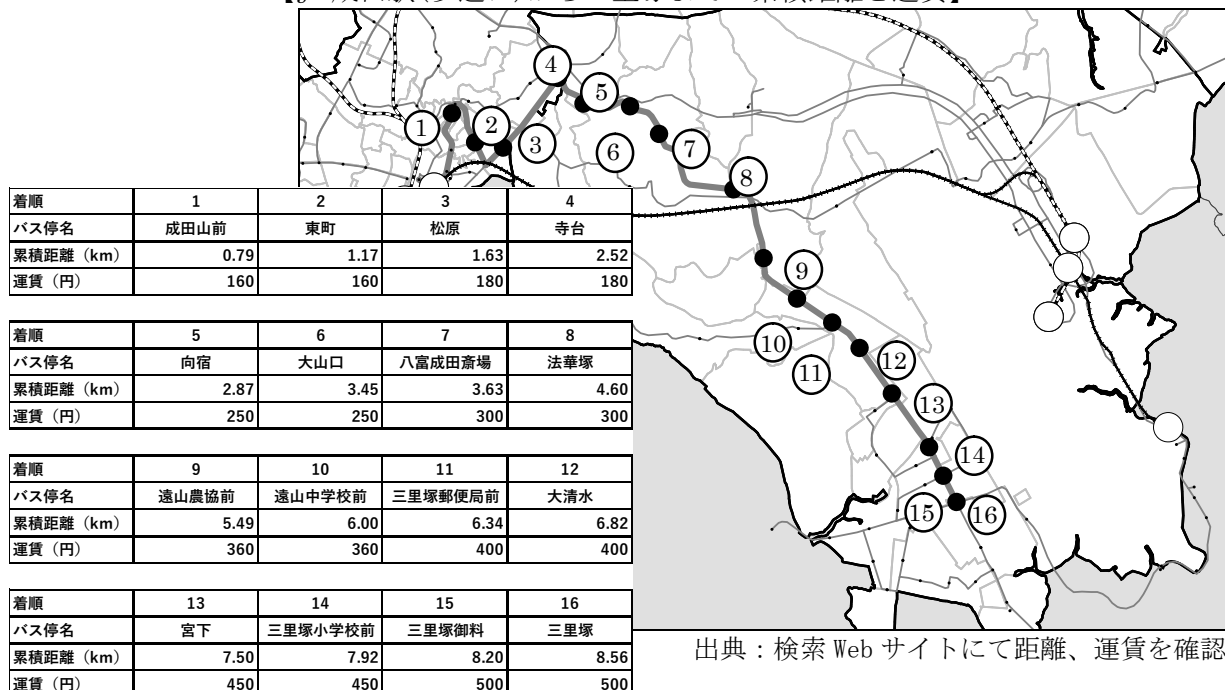 1
2
3
4
5
6
7
8
9
10
11
12
13
14
15
16
着順 1 2 3 4
バス停名 成田山前 東町 松原 寺台
累積距離（km） 0.79 1.17 1.63 2.52
運賃（円） 160 160 180 180
着順 5 6 7 8
バス停名 向宿 大山口 八富成田斎場 法華塚
累積距離（km） 2.87 3.45 3.63 4.60
運賃（円） 250 250 300 300
着順 9 10 11 12
バス停名 遠山農協前 遠山中学校前 三里塚郵便局前 大清水
累積距離（km） 5.49 6.00 6.34 6.82
運賃（円） 360 360 400 400
着順 13 14 15 16
バス停名 宮下 三里塚小学校前 三里塚御料 三里塚
累積距離（km） 7.50 7.92 8.20 8.56
運賃（円） 450 450 500 500
出典：検索 Web サイトにて距離、運賃を確認